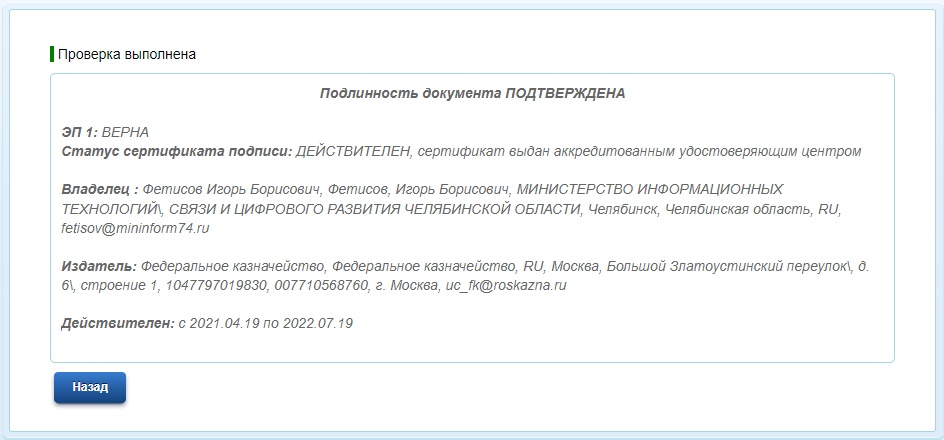 Проверка выполнена
Подлинность документа ПОДТВЕРЖДЕНА
ЭП 1: ВЕРНА
Статус сертификата подписи: ДЕЙСТВИТЕЛЕН, сертификат выдан аккредитованным удостоверяющим центром
Владелец : Фетисов Игорь Борисович, Фетисов, Игорь Борисович, МИНИСТЕРСТВО ИНФОРМАЦИОННЫХ
ТЕХНОЛОГИЙ\, СВЯЗИ И ЦИФРОВОГО РАЗВИТИЯ ЧЕЛЯБИНСКОЙ ОБЛАСТИ, Челябинск, Челябинская область, RU,
fetisov@mininform74.ru
Издатель: Федеральное казначейство, Федеральное казначейство, RU, Москва, Большой Златоустинский переулок\, д.
6\, строение 1, 1047797019830, 007710568760, г. Москва, uc_fk@roskazna.ru
Действителен: с 2021.04.19 по 2022.07.19
Назад